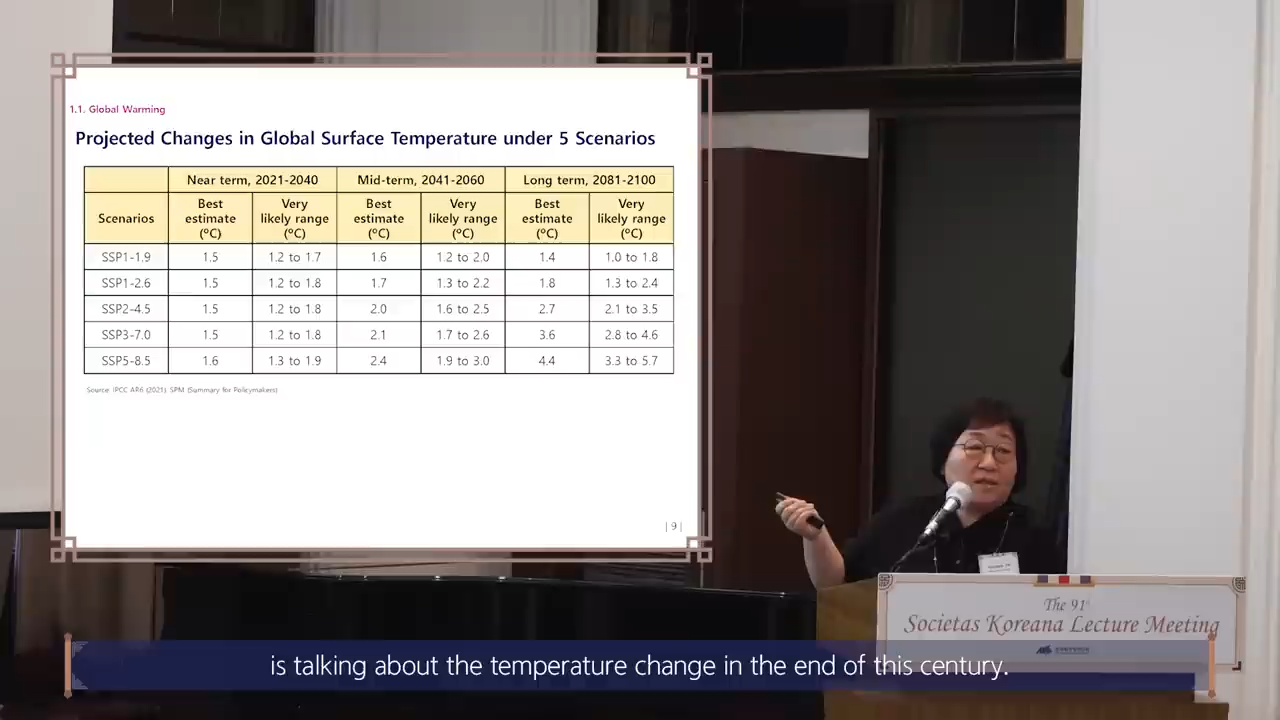 1.1. Global Warming
Projected Changes in Global Surface Temperature under 5 Scenarios
Near term, 2021-2040 Mid-term, 2041-2060 Long term, 2081-2100
Scenarios Best estimate (ºC) Very likely range (ºC) Best estimate (ºC) Very likely range (ºC) Best estimate (ºC) Very likely range (ºC)
SSP1-1.9 1.5 1.2 to 1.7 1.6 1.2 to 2.0 1.4 1.0 to 1.8
SSP1-2.6 1.5 1.2 to 1.8 1.7 1.3 to 2.2 1.8 1.3 to 2.4
SSP2-4.5 1.5 1.2 to 1.8 2.0 1.6 to 2.5 2.7 2.1 to 3.5
SSP3-7.0 1.5 1.2 to 1.8 2.1 1.7 to 2.6 3.6 2.8 to 4.6
SSP5-8.5 1.6 1.3 to 1.9 2.4 1.9 to 3.0 4.4 3.3 to 5.7
Source: IPCC AR6 (2021). SPM (Summary for Policymakers)
| 9 |
The 91st
Societas Koreana Lecture Meeting
is talking about the temperature change in the end of this century.